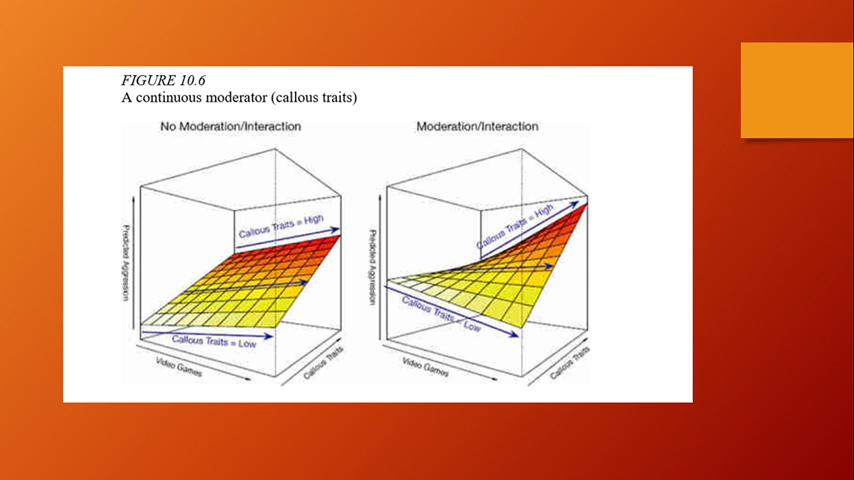 FIGURE 10.6
A continuous moderator (callous traits)
No Moderation/Interaction
Predicted Aggression
Callous Traits = High
Callous Traits = Low
Video Games
Callous Traits
Moderation/Interaction
Predicted Aggression
Callous Traits = High
Callous Traits = Low
Video Games
Callous Traits